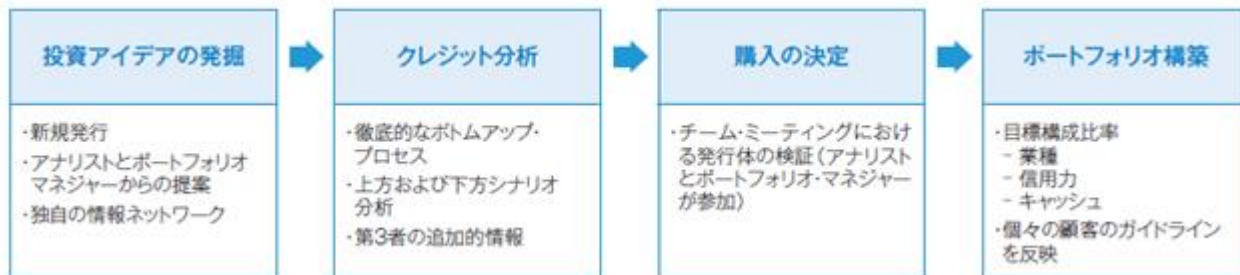 投資アイデアの発掘
・新規発行
・アナリストとポートフォリオ
マネジャーからの提案
・独自の情報ネットワーク
クレジット分析
・徹底的なボトムアップ・
プロセス
・上方および下方シナリオ
分析
・第3者の追加的情報
購入の決定
・チーム・ミーティングにおけ
る発行体の検証（アナリスト
とポートフォリオ・マネジャー
が参加）
ポートフォリオ構築
・目標構成比率
− 業種
− 信用力
− キャッシュ
・個々の顧客のガイドライン
を反映